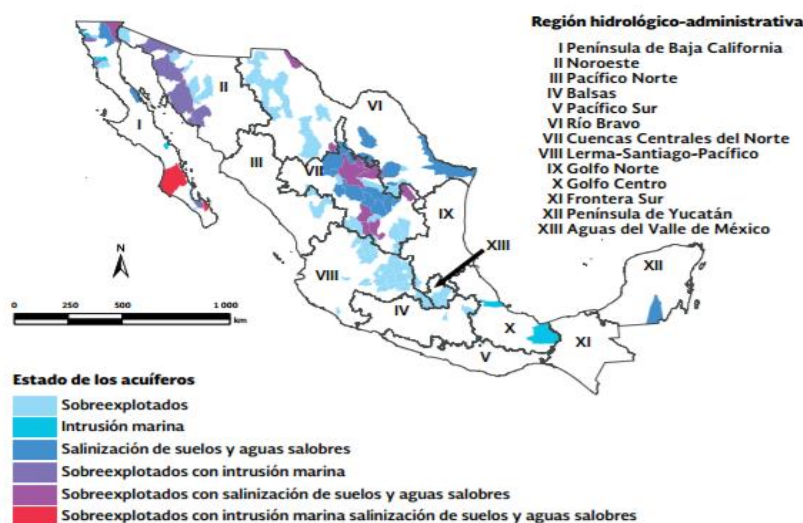 Región hidrológico-administrativa
I Península de Baja California
II Noroeste
III Pacífico Norte
IV Balsas
V Pacífico Sur
VI Río Bravo
VII Cuencas Centrales del Norte
VIII Lerma-Santiago-Pacífico
IX Golfo Norte
X Golfo Centro
XI Frontera Sur
XII Península de Yucatán
XIII Aguas del Valle de México
II
VI
I
III
VII
IX
XIII
N
XII
VIII
0 250 500 1 000
km
IV
X
XI
V
Estado de los acuíferos
Sobreexplotados
Intrusión marina
Salinización de suelos y aguas salobres
Sobreexplotados con intrusión marina
Sobreexplotados con salinización de suelos y aguas salobres
Sobreexplotados con intrusión marina salinización de suelos y aguas salobres